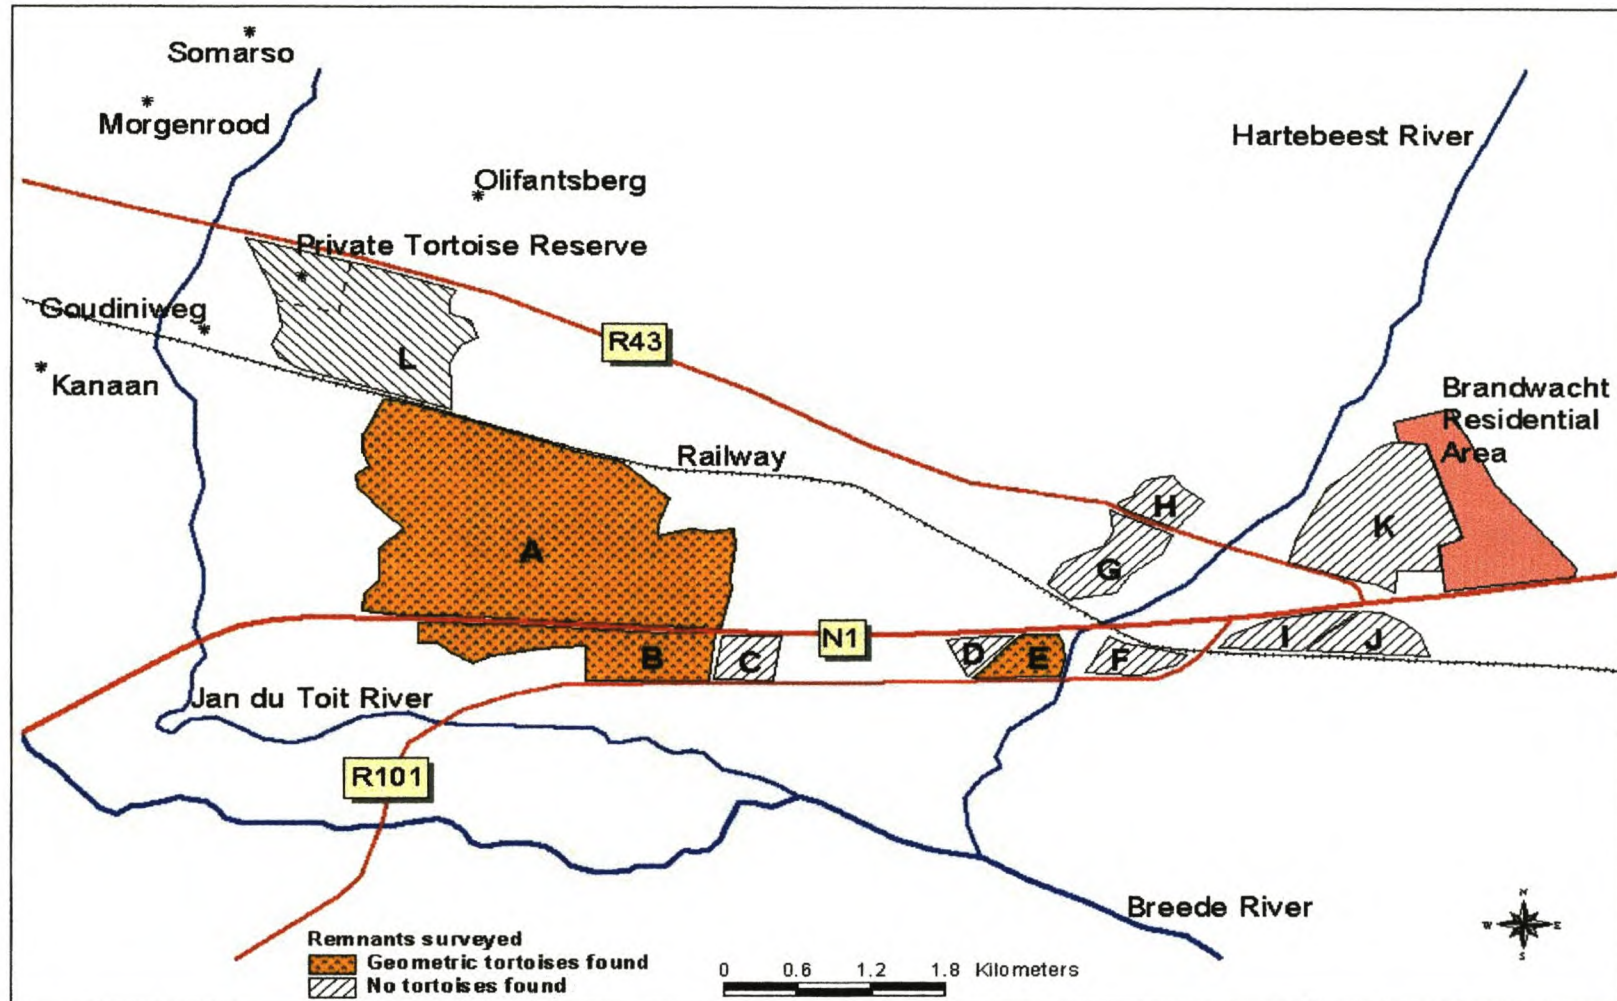 Somarso
Morgenrood
Hartebeest River
Olifantsberg
Private Tortoise Reserve
Goudiniweg
R43
L
Kanaan
Brandwacht
Residential
Area
Railway
H
K
A
G
N1
B
C
D
E
F
I
J
Jan du Toit River
R101
Breede River
N
W
E
S
Remnants surveyed
Geometric tortoises found
No tortoises found
0 0.6 1.2 1.8 Kilometers